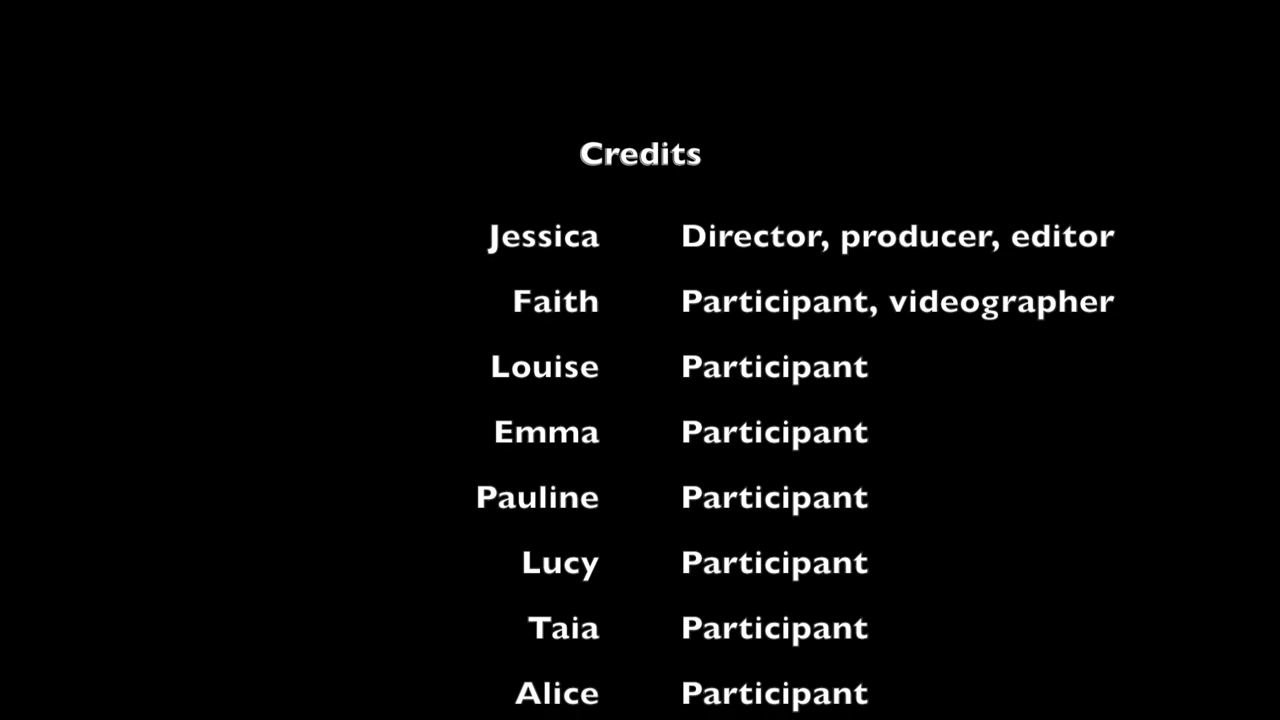 Credits
Jessica Director, producer, editor
Faith Participant, videographer
Louise Participant
Emma Participant
Pauline Participant
Lucy Participant
Taia Participant
Alice Participant